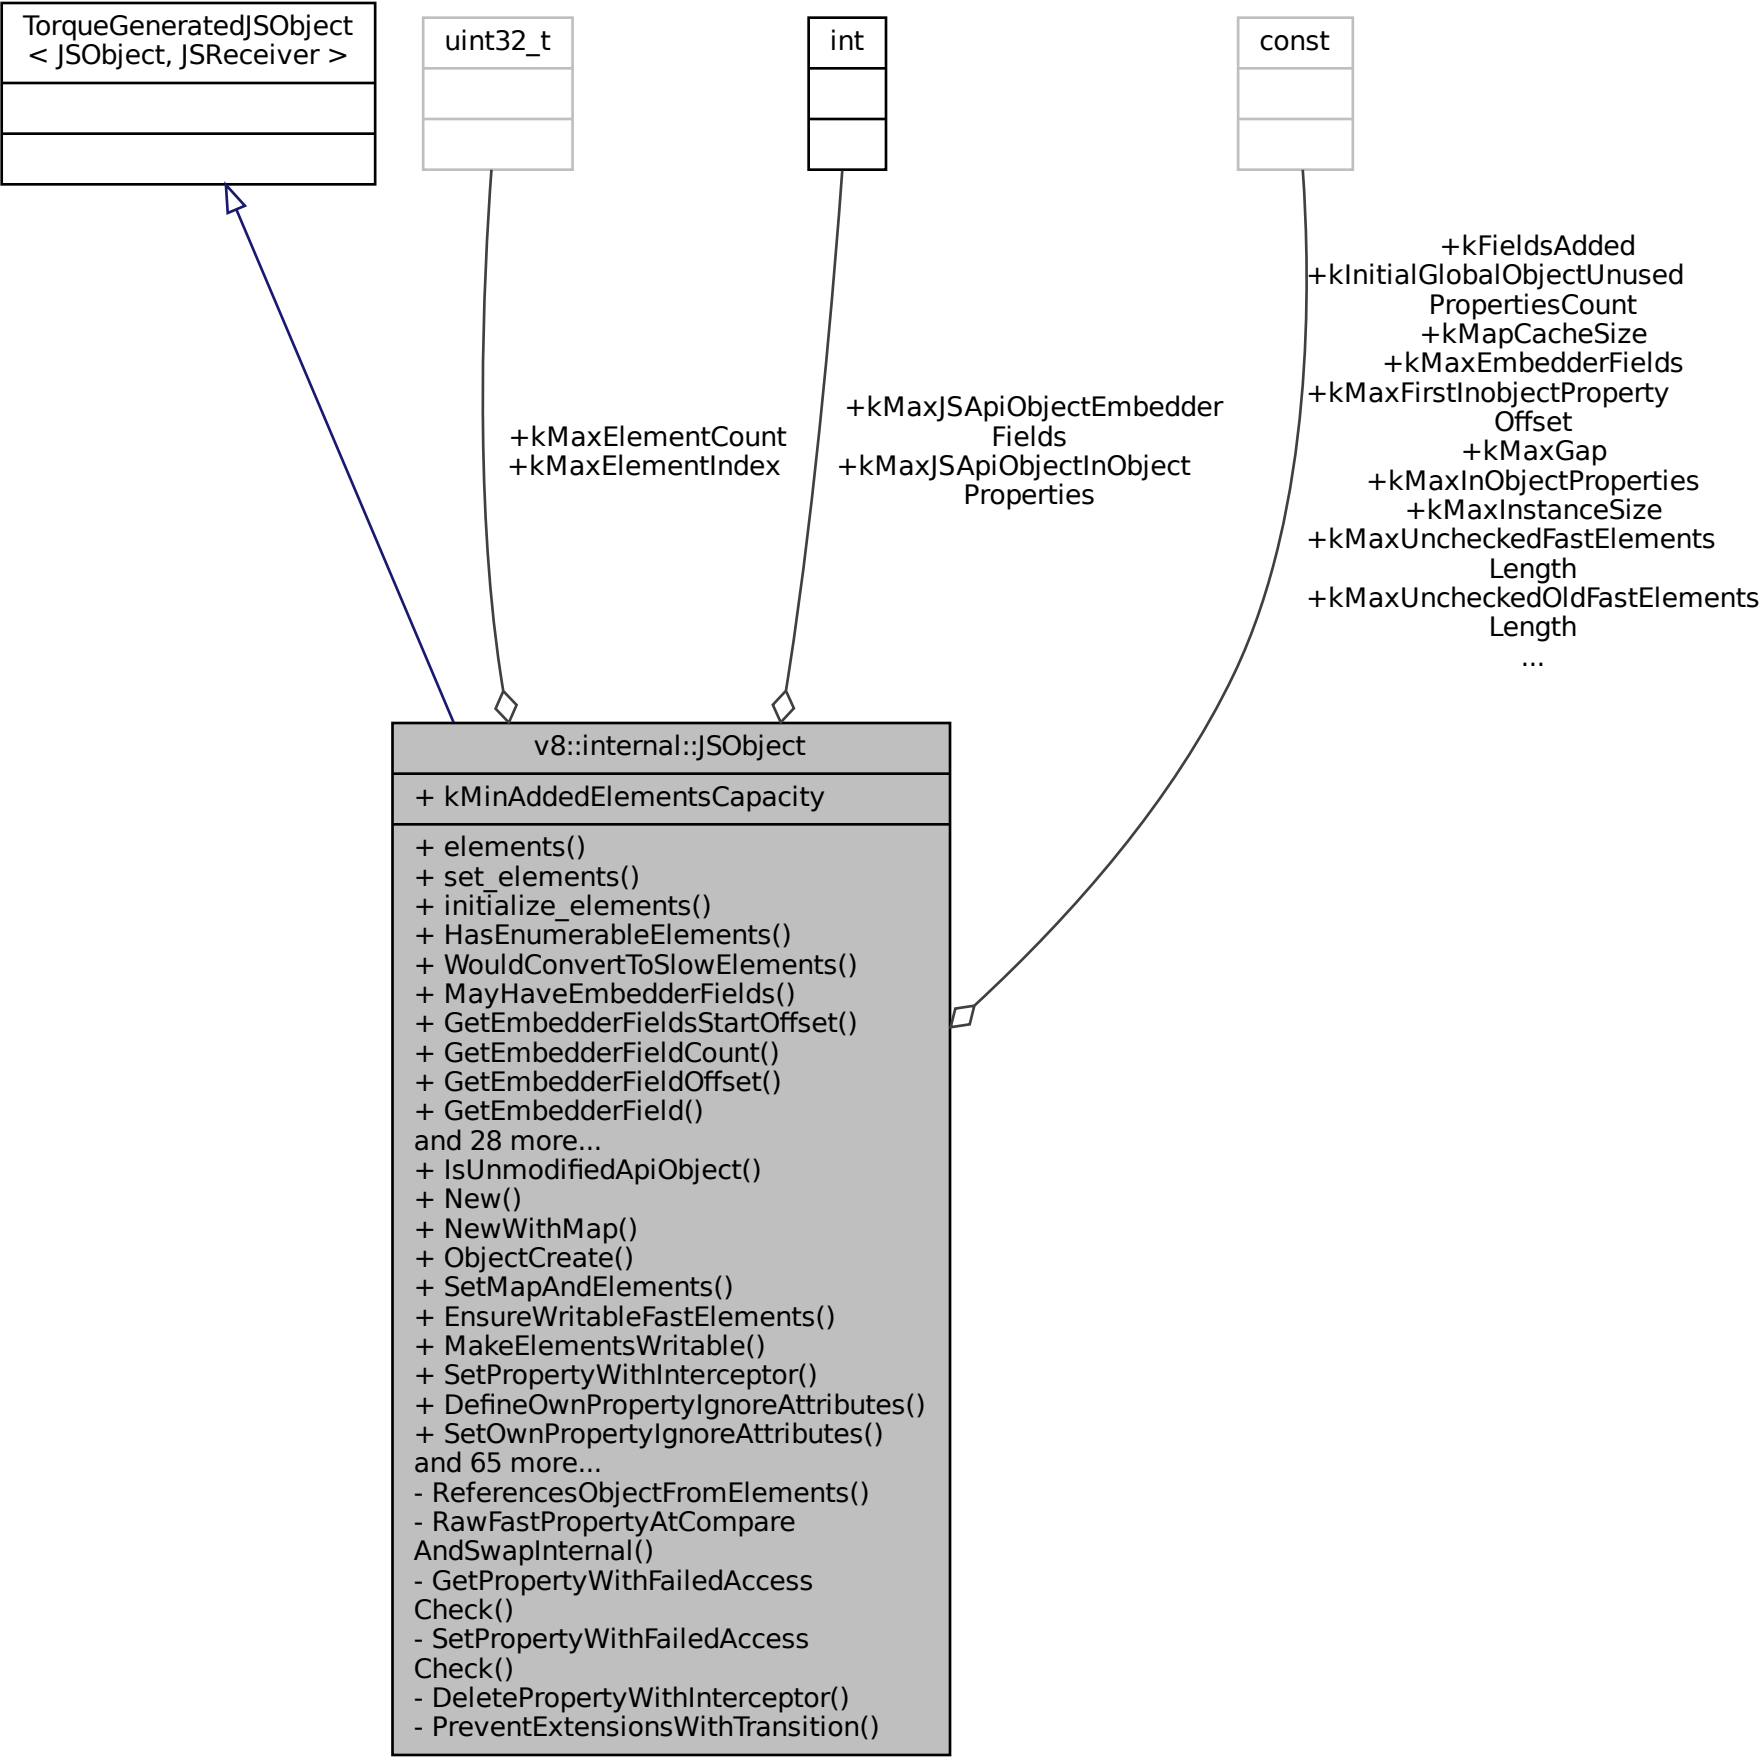 TorqueGeneratedJSObject
< JSObject, JSReceiver >
uint32_t
int
const
+kFieldsAdded
+kInitialGlobalObjectUnused
PropertiesCount
+kMapCacheSize
+kMaxEmbedderFields
+kMaxFirstInobjectProperty
Offset
+kMaxGap
+kMaxInObjectProperties
+kMaxInstanceSize
+kMaxUncheckedFastElements
Length
+kMaxUncheckedOldFastElements
Length
...
+kMaxJSApiObjectEmbedder
Fields
+kMaxJSApiObjectInObject
Properties
+kMaxElementCount
+kMaxElementIndex
v8::internal::JSObject
+ kMinAddedElementsCapacity
+ elements()
+ set_elements()
+ initialize_elements()
+ HasEnumerableElements()
+ WouldConvertToSlowElements()
+ MayHaveEmbedderFields()
+ GetEmbedderFieldsStartOffset()
+ GetEmbedderFieldCount()
+ GetEmbedderFieldOffset()
+ GetEmbedderField()
and 28 more...
+ IsUnmodifiedApiObject()
+ New()
+ NewWithMap()
+ ObjectCreate()
+ SetMapAndElements()
+ EnsureWritableFastElements()
+ MakeElementsWritable()
+ SetPropertyWithInterceptor()
+ DefineOwnPropertyIgnoreAttributes()
+ SetOwnPropertyIgnoreAttributes()
and 65 more...
- ReferencesObjectFromElements()
- RawFastPropertyAtCompare
AndSwapInternal()
- GetPropertyWithFailedAccess
Check()
- SetPropertyWithFailedAccess
Check()
- DeletePropertyWithInterceptor()
- PreventExtensionsWithTransition()